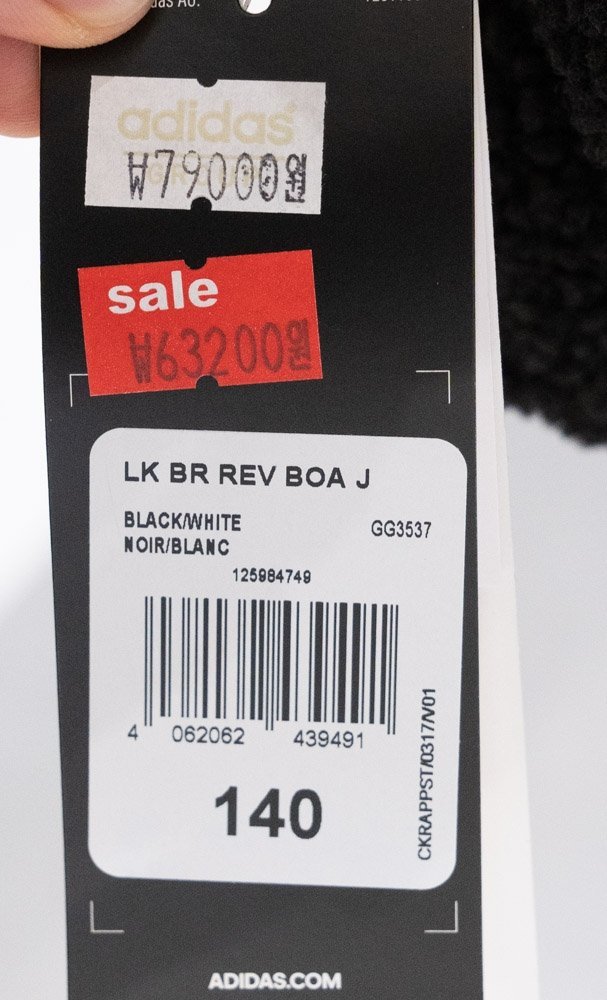 adidas
₩79000원
sale
₩63200원
LK BR REV BOA J
BLACK/WHITE
GG3537
NOIR/BLANC
125984749
4 062062 439491
CKRAPPST/0317/V01
140
ADIDAS.COM